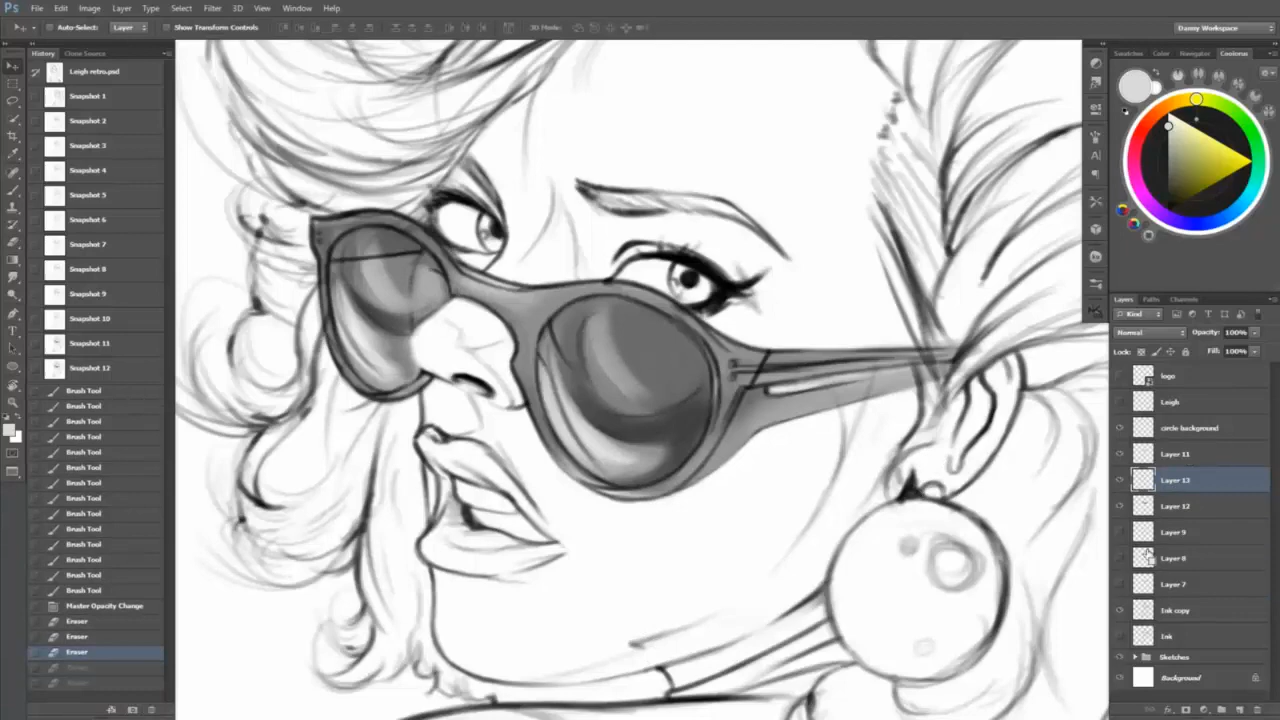 Ps File Edit Image Layer Type Select Filter 3D View Window Help
Auto-Select: Layer Show Transform Controls 3D Mode: Danny Workspace
History Clone Source
Leigh retro.psd
Snapshot 1
Snapshot 2
Snapshot 3
Snapshot 4
Snapshot 5
Snapshot 6
Snapshot 7
Snapshot 8
Snapshot 9
Snapshot 10
Snapshot 11
Snapshot 12
Brush Tool
Brush Tool
Brush Tool
Brush Tool
Brush Tool
Brush Tool
Brush Tool
Brush Tool
Brush Tool
Brush Tool
Brush Tool
Brush Tool
Brush Tool
Brush Tool
Master Opacity Change
Eraser
Eraser
Eraser
Swatches Color Navigator Coolorus
Layers Paths Channels
Kind
Normal Opacity: 100%
Lock: Fill: 100%
logo
Leigh
circle background
Layer 11
Layer 13
Layer 12
Layer 9
Layer 8
Layer 7
Ink copy
Ink
Sketches
Background